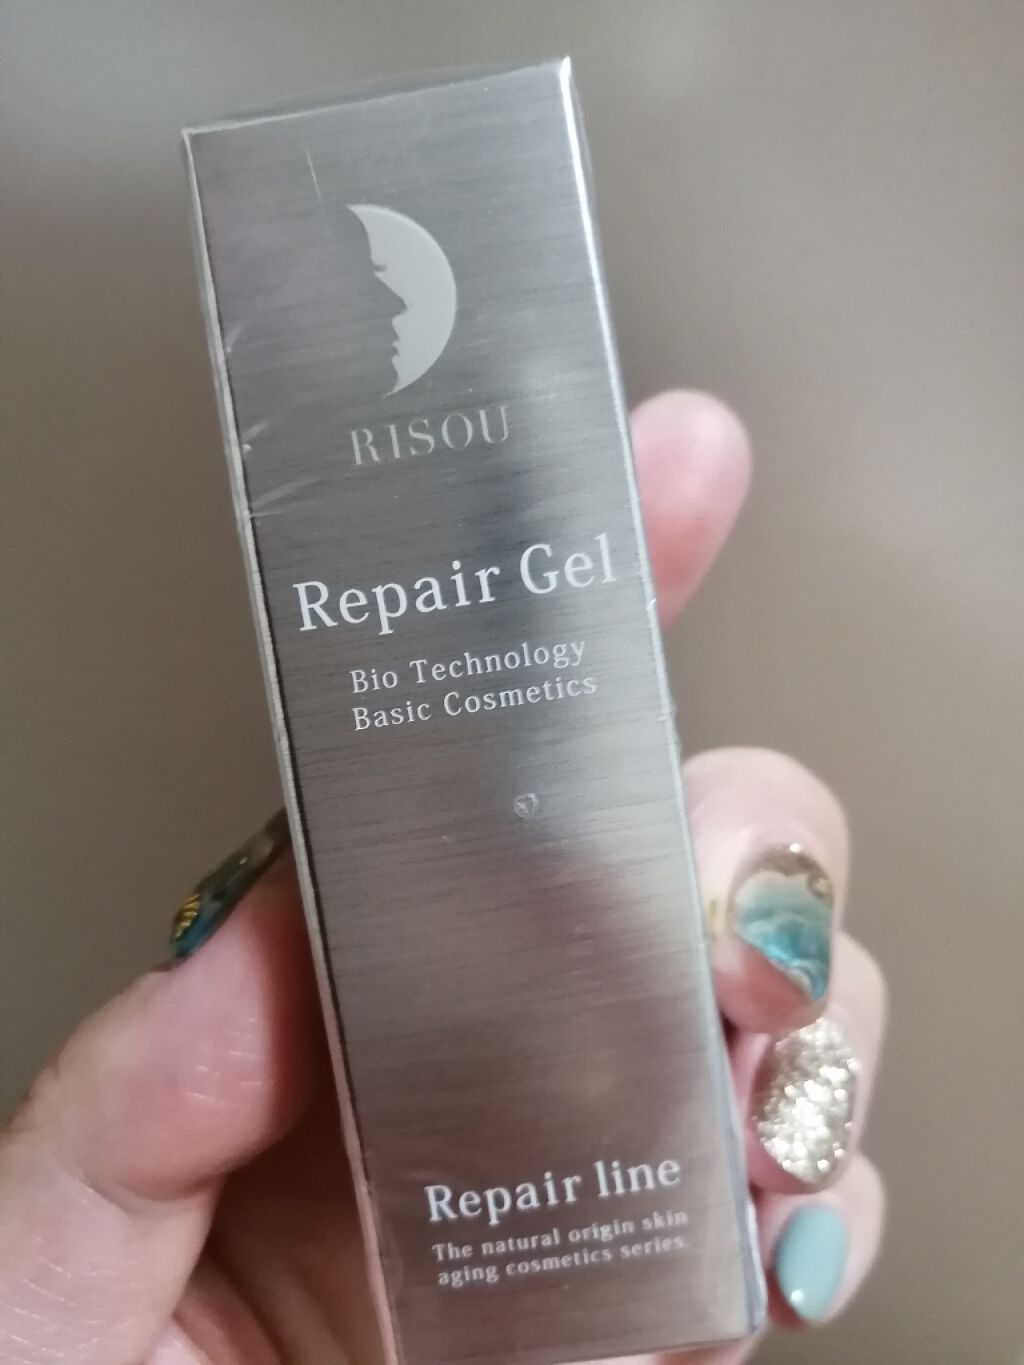 RISOU
Repair Gel
Bio Technology
Basic Cosmetics
Repair line
The natural origin skin
aging cosmetics series.